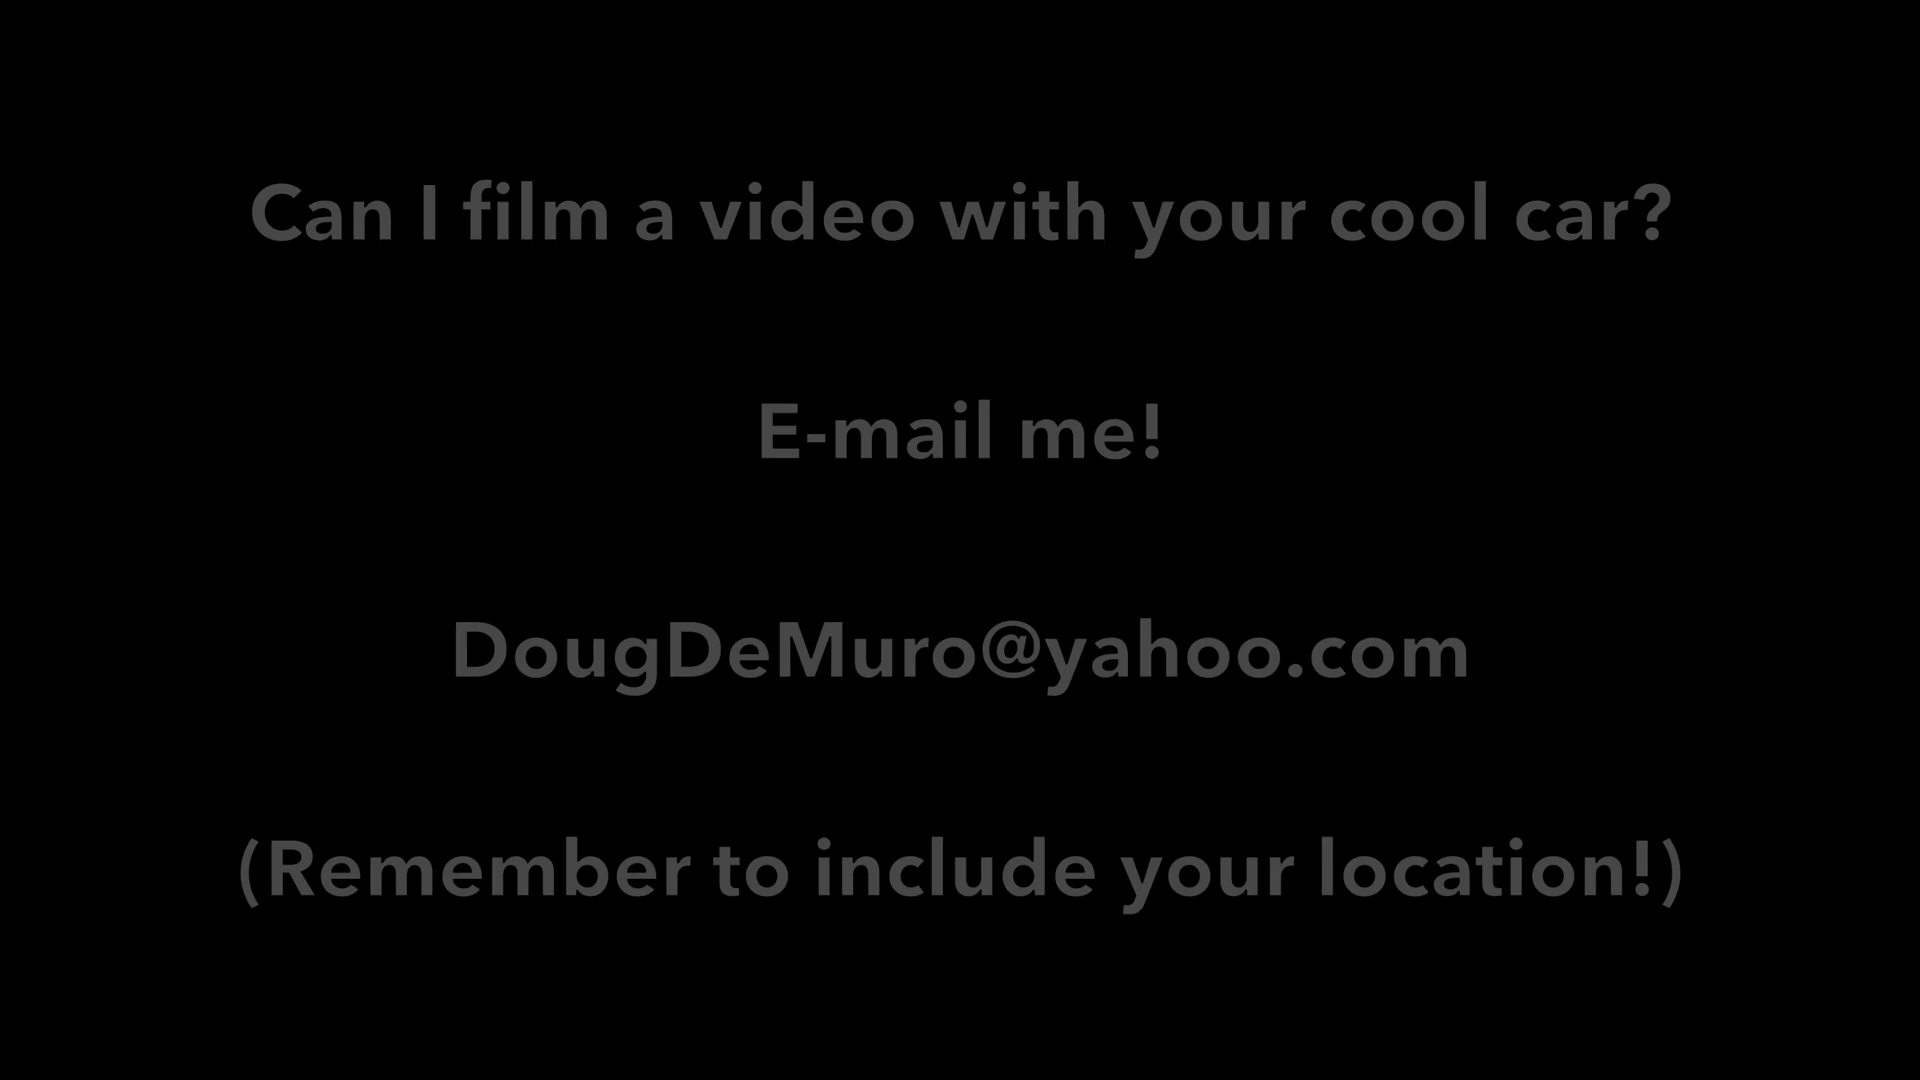 Can I film a video with your cool car?
E-mail me!
DougDeMuro@yahoo.com
(Remember to include your location!)